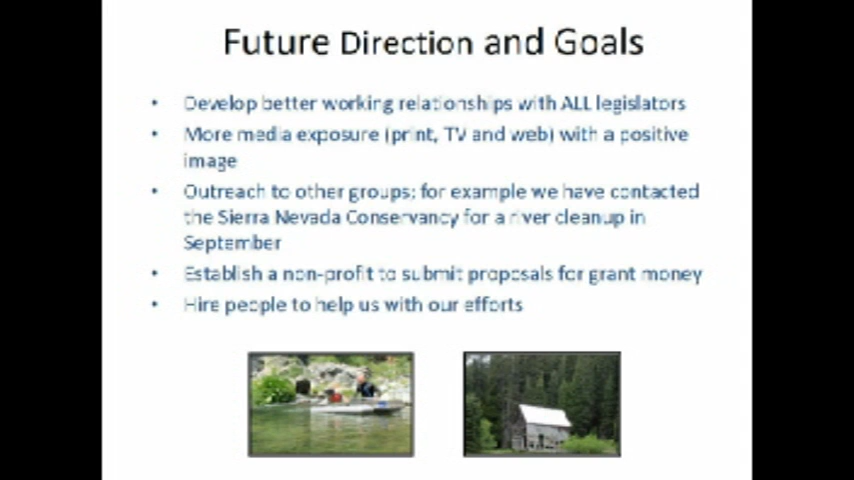 Future Direction and Goals
• Develop better working relationships with ALL legislators
• More media exposure (print, TV and web) with a positive
image
• Outreach to other groups; for example we have contacted
the Sierra Nevada Conservancy for a river cleanup in
September
• Establish a non-profit to submit proposals for grant money
• Hire people to help us with our efforts